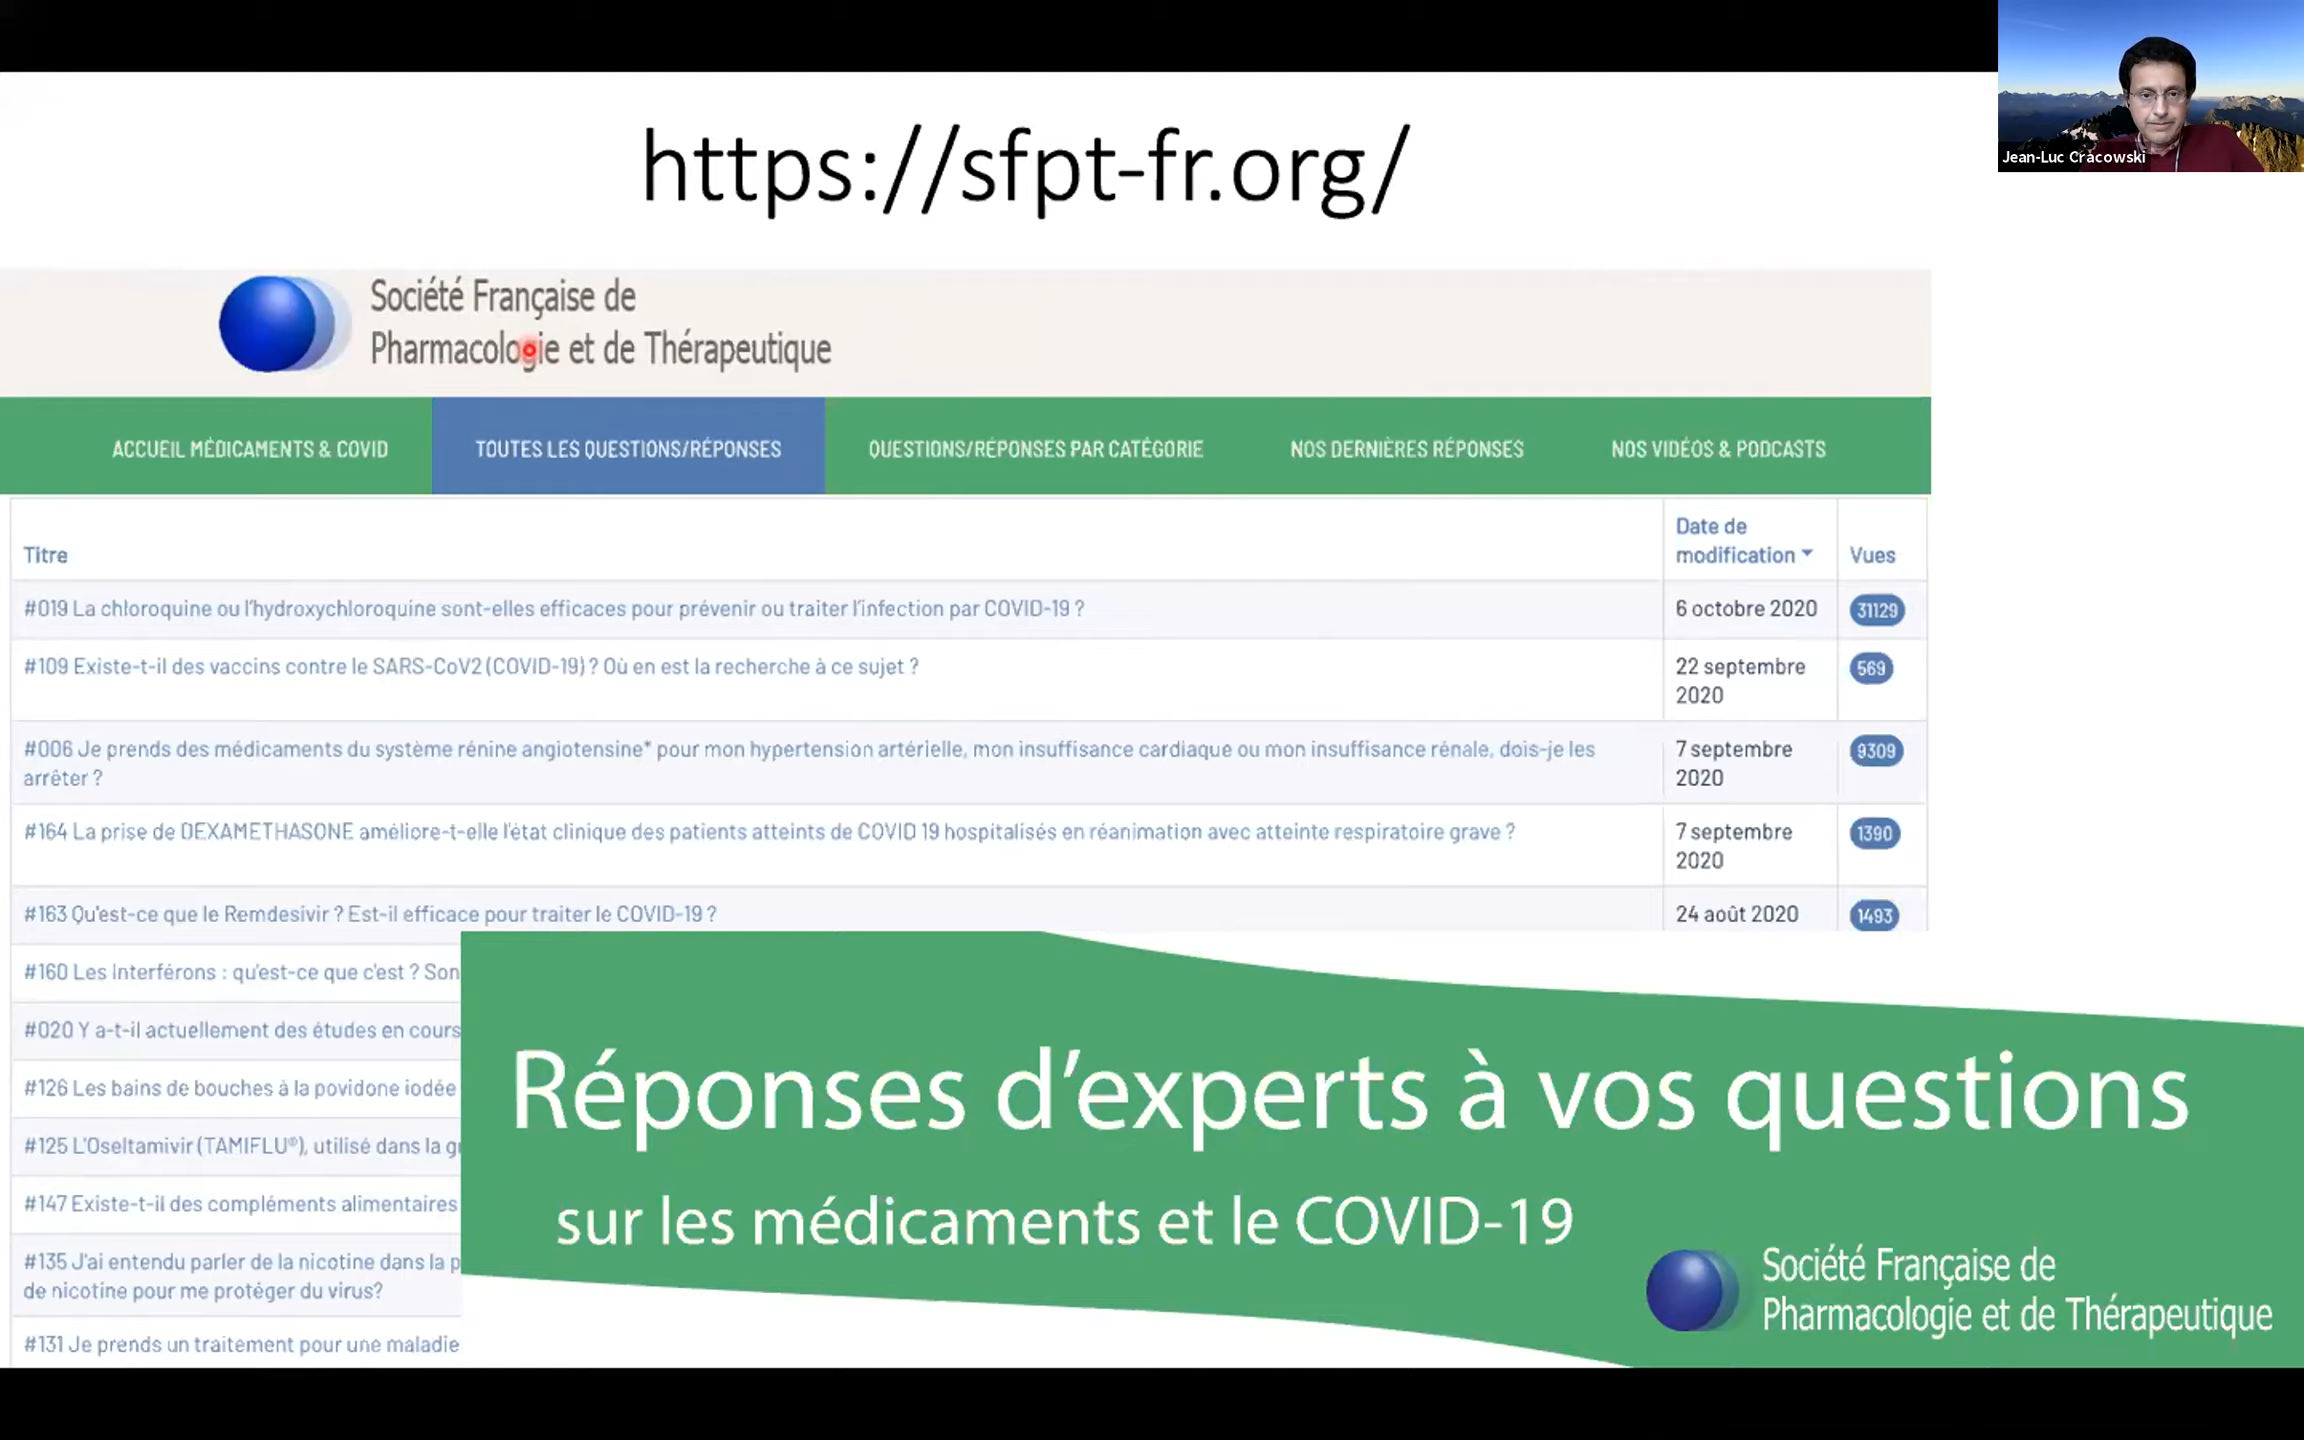 https://sfpt-fr.org/
Jean-Luc Cracowski
Société Française de
Pharmacologie et de Thérapeutique
ACCUEIL MÉDICAMENTS & COVID
TOUTES LES QUESTIONS/RÉPONSES
QUESTIONS/RÉPONSES PAR CATÉGORIE
NOS DERNIÈRES RÉPONSES
NOS VIDÉOS & PODCASTS
Titre
Date de
modification
Vues
#019 La chloroquine ou l'hydroxychloroquine sont-elles efficaces pour prévenir ou traiter l'infection par COVID-19 ?
6 octobre 2020
31129
#109 Existe-t-il des vaccins contre le SARS-CoV2 (COVID-19) ? Où en est la recherche à ce sujet ?
22 septembre
2020
569
#006 Je prends des médicaments du système rénine angiotensine* pour mon hypertension artérielle, mon insuffisance cardiaque ou mon insuffisance rénale, dois-je les
arrêter ?
7 septembre
2020
9309
#164 La prise de DEXAMETHASONE améliore-t-elle l'état clinique des patients atteints de COVID 19 hospitalisés en réanimation avec atteinte respiratoire grave ?
7 septembre
2020
1390
#163 Qu'est-ce que le Remdesivir ? Est-il efficace pour traiter le COVID-19 ?
24 août 2020
1493
#160 Les Interférons : qu'est-ce que c'est ? Son
#020 Y a-t-il actuellement des études en cours
#126 Les bains de bouches à la povidone iodée
#125 L'Oseltamivir (TAMIFLU®), utilisé dans la g
#147 Existe-t-il des compléments alimentaires
#135 J'ai entendu parler de la nicotine dans la p
de nicotine pour me protéger du virus?
#131 Je prends un traitement pour une maladie
Réponses d'experts à vos questions
sur les médicaments et le COVID-19
Société Française de
Pharmacologie et de Thérapeutique